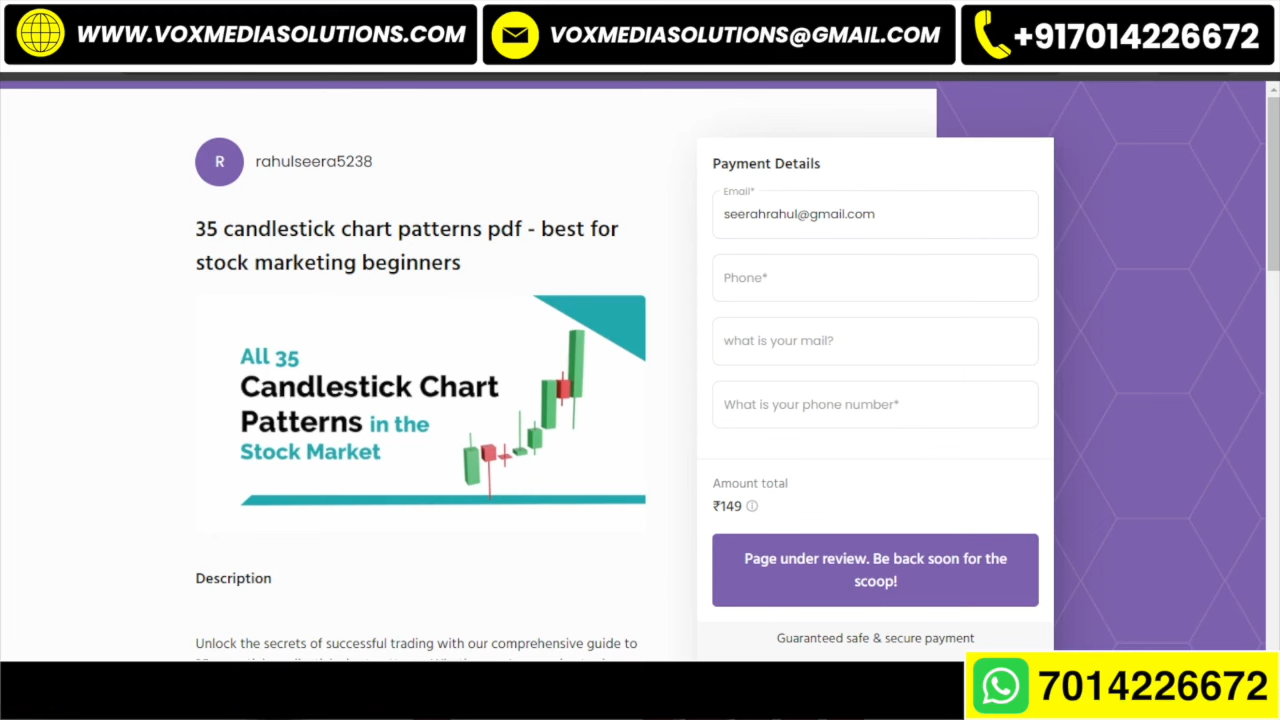 WWW.VOXMEDIASOLUTIONS.COM
VOXMEDIASOLUTIONS@GMAIL.COM
+917014226672
R
rahulseera5238
35 candlestick chart patterns pdf - best for
stock marketing beginners
All 35
Candlestick Chart
Patterns in the
Stock Market
Description
Unlock the secrets of successful trading with our comprehensive guide to
Payment Details
Email*
seerahrahul@gmail.com
Phone*
what is your mail?
What is your phone number*
Amount total
₹149
Page under review. Be back soon for the
scoop!
Guaranteed safe & secure payment
7014226672